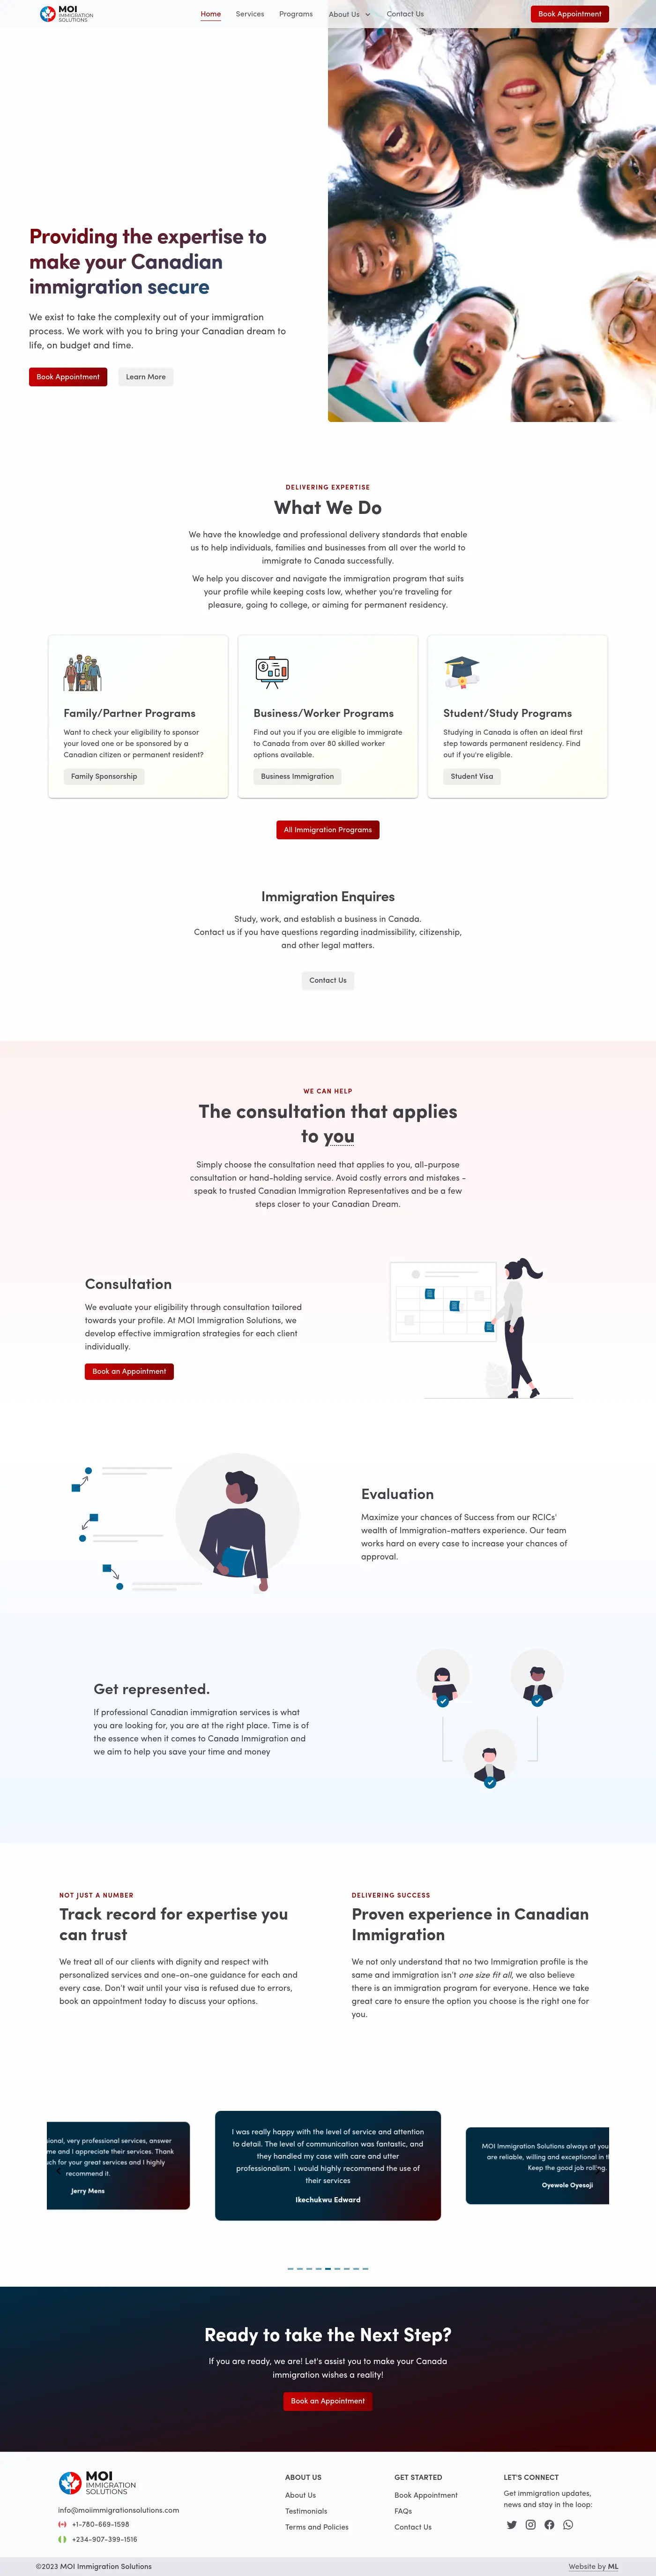 MOI
IMMIGRATION
SOLUTIONS
Home
Services
Programs
About Us
Contact Us
Book Appointment
Providing the expertise to
make your Canadian
immigration secure
We exist to take the complexity out of your immigration
process. We work with you to bring your Canadian dream to
life, on budget and time.
Book Appointment
Learn More
DELIVERING EXPERTISE
What We Do
We have the knowledge and professional delivery standards that enable
us to help individuals, families and businesses from all over the world to
immigrate to Canada successfully.
We help you discover and navigate the immigration program that suits
your profile while keeping costs low, whether you're traveling for
pleasure, going to college, or aiming for permanent residency.
Family/Partner Programs
Want to check your eligibility to sponsor
your loved one or be sponsored by a
Canadian citizen or permanent resident?
Family Sponsorship
Business/Worker Programs
Find out you if you are eligible to immigrate
to Canada from over 80 skilled worker
options available.
Business Immigration
Student/Study Programs
Studying in Canada is often an ideal first
step towards permanent residency. Find
out if you're eligible.
Student Visa
All Immigration Programs
Immigration Enquires
Study, work, and establish a business in Canada.
Contact us if you have questions regarding inadmissibility, citizenship,
and other legal matters.
Contact Us
WE CAN HELP
The consultation that applies
to you
Simply choose the consultation need that applies to you, all-purpose
consultation or hand-holding service. Avoid costly errors and mistakes -
speak to trusted Canadian Immigration Representatives and be a few
steps closer to your Canadian Dream.
Consultation
We evaluate your eligibility through consultation tailored
towards your profile. At MOI Immigration Solutions, we
develop effective immigration strategies for each client
individually.
Book an Appointment
Evaluation
Maximize your chances of Success from our RCICs'
wealth of Immigration-matters experience. Our team
works hard on every case to increase your chances of
approval.
Get represented.
If professional Canadian immigration services is what
you are looking for, you are at the right place. Time is of
the essence when it comes to Canada Immigration and
we aim to help you save your time and money
NOT JUST A NUMBER
Track record for expertise you
can trust
We treat all of our clients with dignity and respect with
personalized services and one-on-one guidance for each and
every case. Don't wait until your visa is refused due to errors,
book an appointment today to discuss your options.
DELIVERING SUCCESS
Proven experience in Canadian
Immigration
We not only understand that no two Immigration profile is the
same and immigration isn't one size fit all, we also believe
there is an immigration program for everyone. Hence we take
great care to ensure the option you choose is the right one for
you.
ional, very professional services, answer
me and I appreciate their services. Thank
uch for your great services and I highly
recommend it.
Jerry Mens
I was really happy with the level of service and attention
to detail. The level of communication was fantastic, and
they handled my case with care and utter
professionalism. I would highly recommend the use of
their services
Ikechukwu Edward
MOI Immigration Solutions always at you
are reliable, willing and exceptional in th
Keep the good job rolling.
Oyewole Oyesoji
Ready to take the Next Step?
If you are ready, we are! Let's assist you to make your Canada
immigration wishes a reality!
Book an Appointment
MOI
IMMIGRATION
SOLUTIONS
info@moiimmigrationsolutions.com
+1-780-669-1598
+234-907-399-1516
ABOUT US
About Us
Testimonials
Terms and Policies
GET STARTED
Book Appointment
FAQs
Contact Us
LET'S CONNECT
Get immigration updates,
news and stay in the loop:
©2023 MOI Immigration Solutions
Website by ML